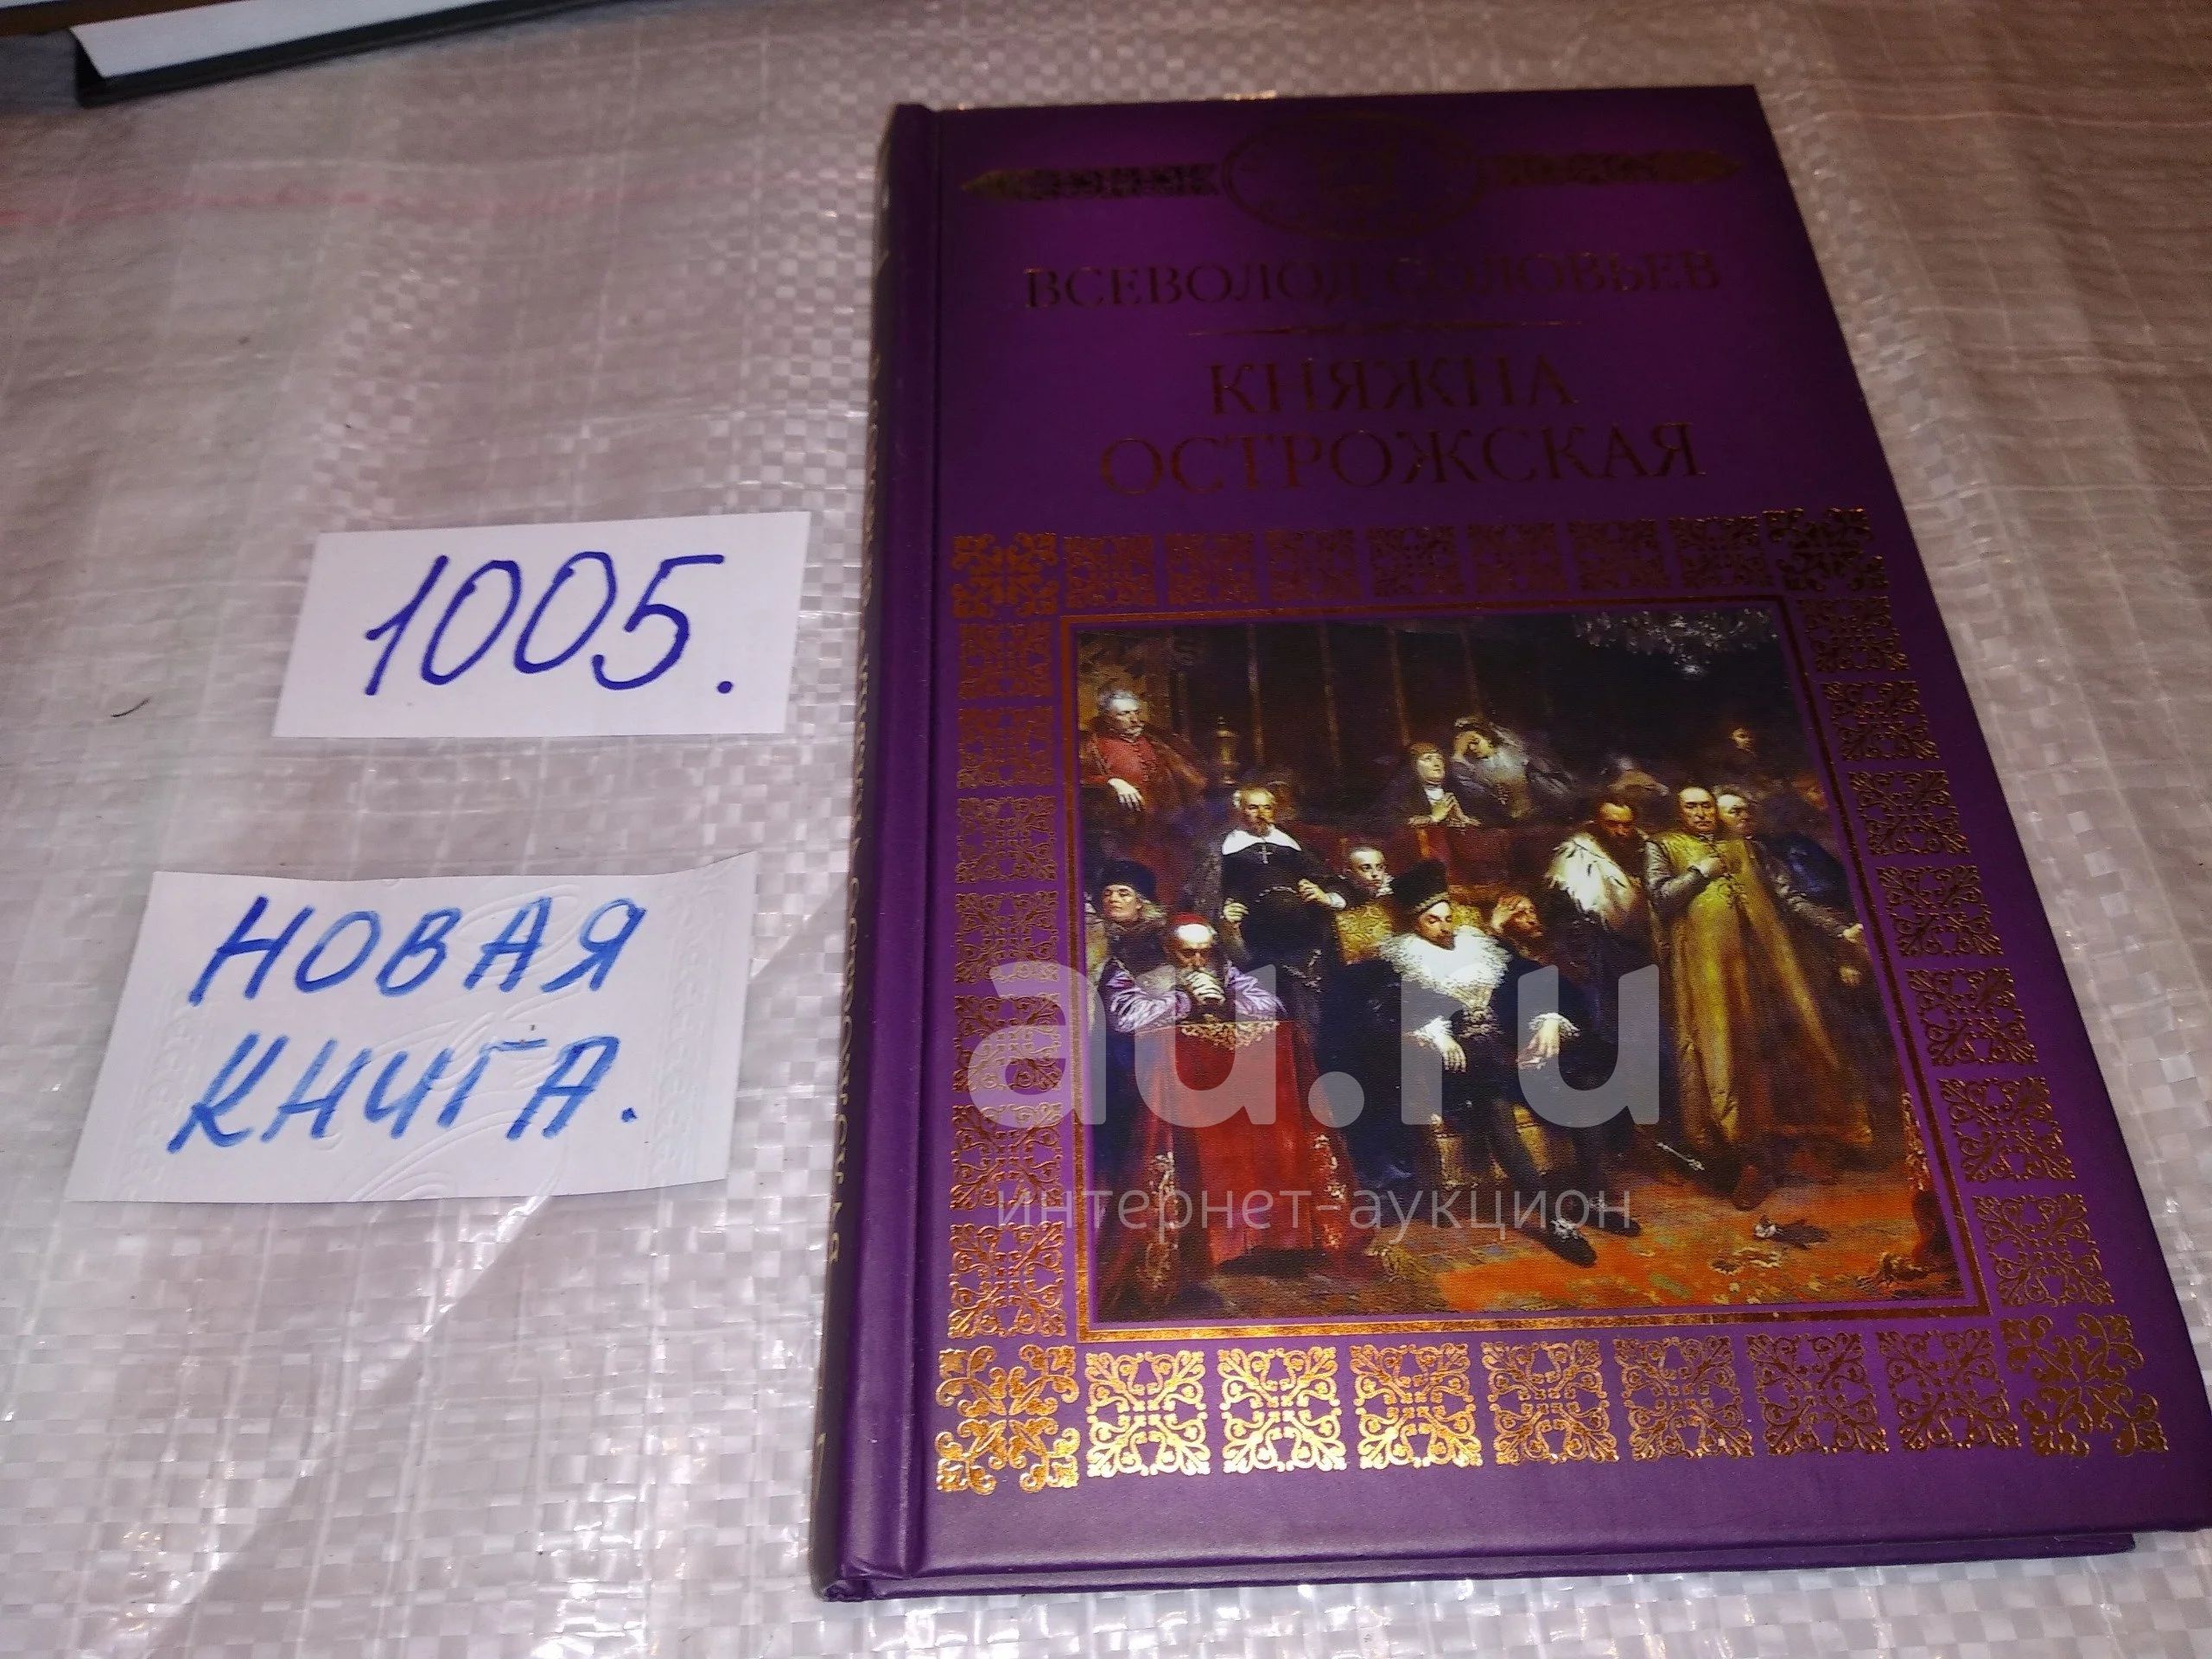 ВСЕВОЛОД СОЛОВЬЕВ
КНЯЖНА
ОСТРОЖСКАЯ
1005.
НОВАЯ
КНИГА.
au.ru
интернет-аукцион